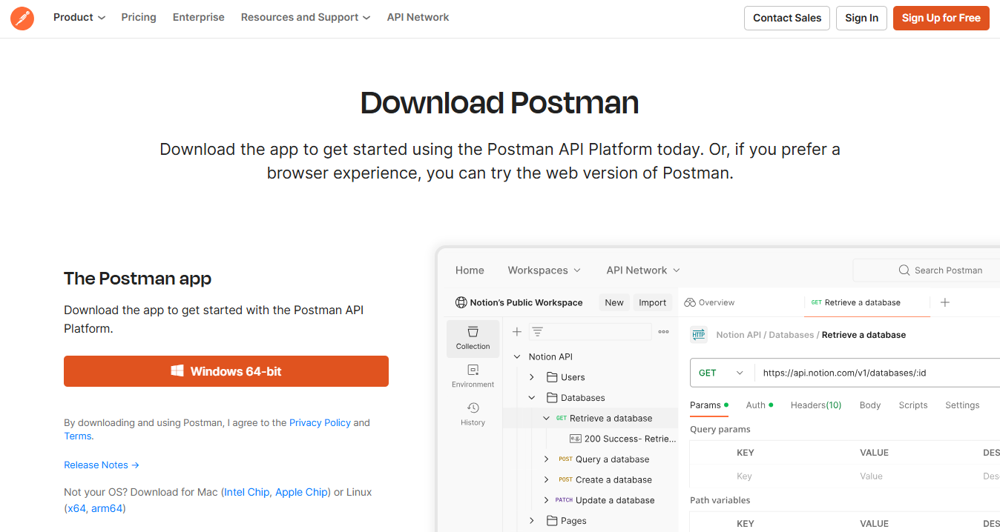 Product Pricing Enterprise Resources and Support API Network Contact Sales Sign In Sign Up for Free
Download Postman
Download the app to get started using the Postman API Platform today. Or, if you prefer a
browser experience, you can try the web version of Postman.
The Postman app
Download the app to get started with the Postman API
Platform.
Windows 64-bit
By downloading and using Postman, I agree to the Privacy Policy and
Terms.
Release Notes →
Not your OS? Download for Mac (Intel Chip, Apple Chip) or Linux
(x64, arm64)
Home Workspaces API Network Search Postman
Notion's Public Workspace New Import
Overview GET Retrieve a database
Collection
Environment
History
Notion API
Users
Databases
GET Retrieve a database
e.g. 200 Success- Retrie...
POST Query a database
POST Create a database
PATCH Update a database
Pages
HTTP Notion API / Databases / Retrieve a database
GET https://api.notion.com/v1/databases/:id
Params Auth Headers(10) Body Scripts Settings
Query params
KEY VALUE DES
Key Value Desc
Path variables
KEY VALUE DES